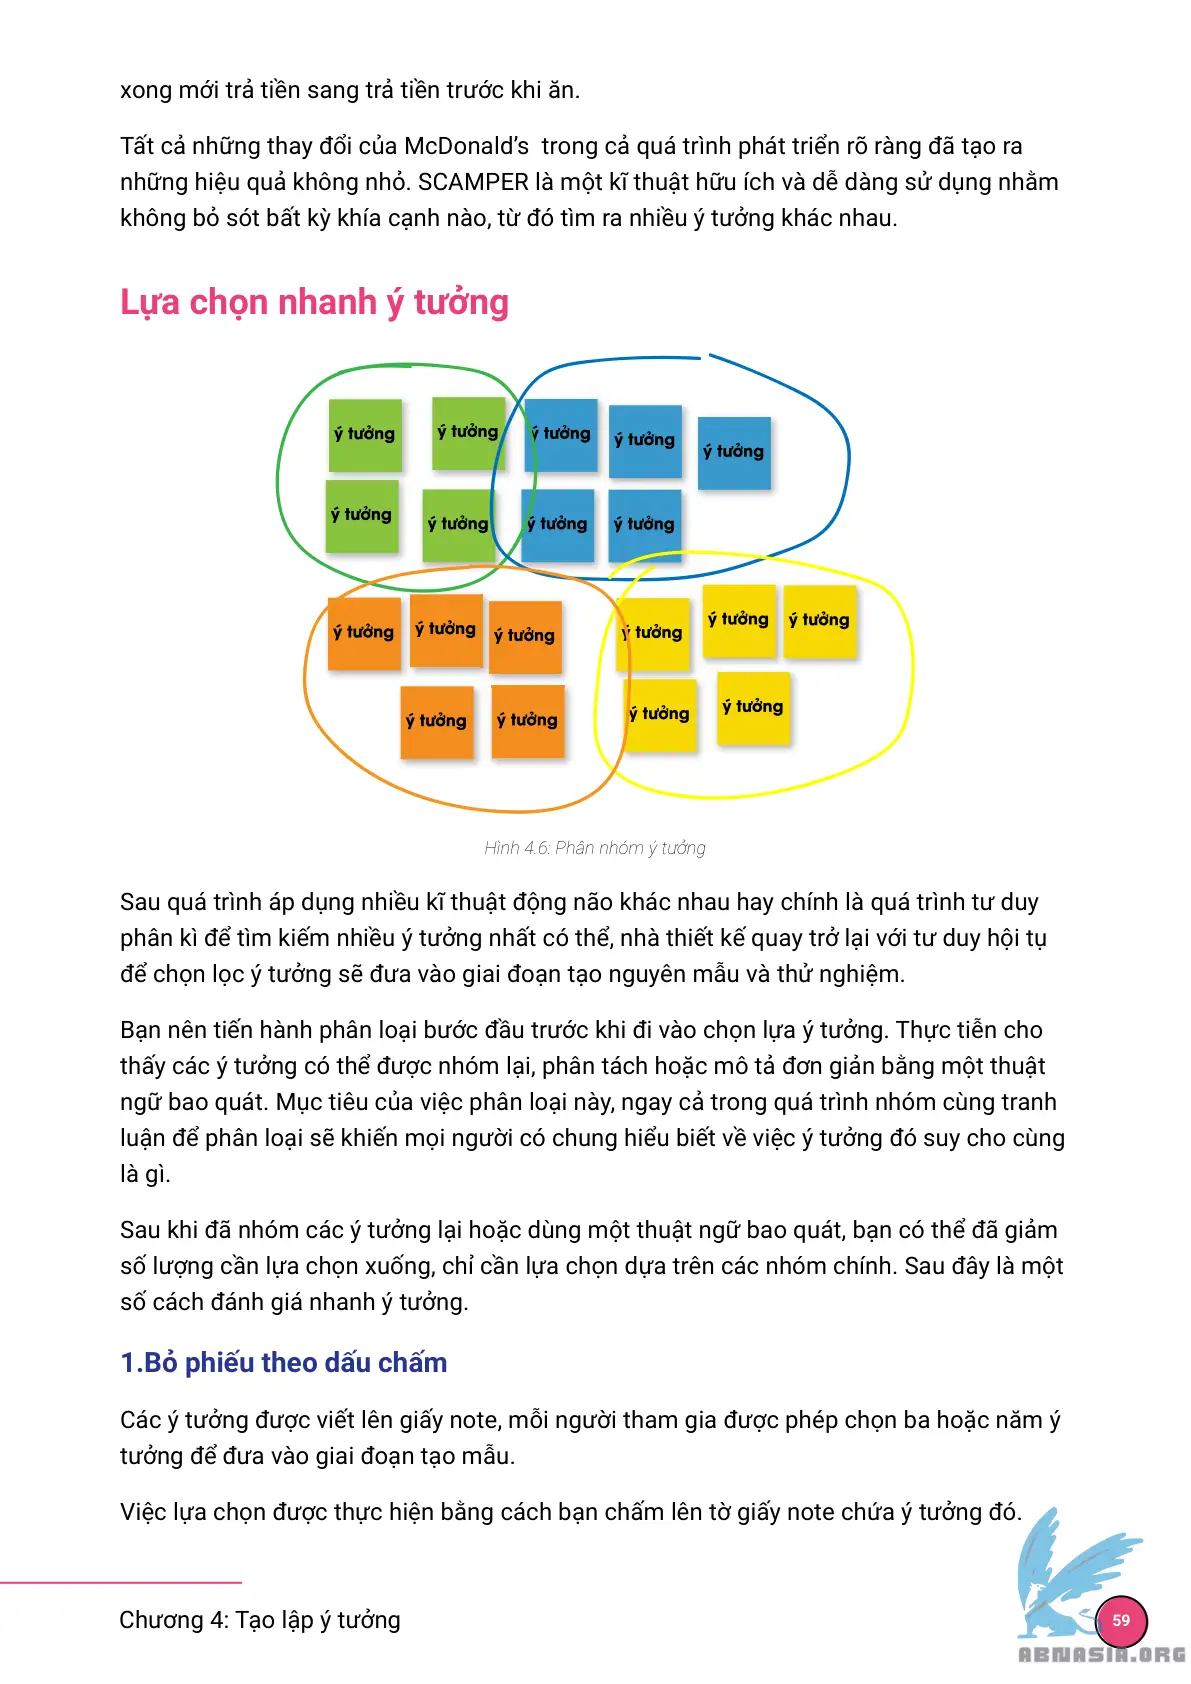 xong mới trả tiền sang trả tiền trước khi ăn.
Tất cả những thay đổi của McDonald’s  trong cả quá trình phát triển rõ ràng đã tạo ra
những hiệu quả không nhỏ. SCAMPER là một kĩ thuật hữu ích và dễ dàng sử dụng nhằm
không bỏ sót bất kỳ khía cạnh nào, từ đó tìm ra nhiều ý tưởng khác nhau.
Lựa chọn nhanh ý tưởng
ý tưởng ý tưởng ý tưởng ý tưởng ý tưởng
ý tưởng ý tưởng ý tưởng ý tưởng
ý tưởng ý tưởng ý tưởng ý tưởng ý tưởng ý tưởng
ý tưởng ý tưởng ý tưởng ý tưởng
Hình 4.6: Phân nhóm ý tưởng
Sau quá trình áp dụng nhiều kĩ thuật động não khác nhau hay chính là quá trình tư duy
phân kì để tìm kiếm nhiều ý tưởng nhất có thể, nhà thiết kế quay trở lại với tư duy hội tụ
để chọn lọc ý tưởng sẽ đưa vào giai đoạn tạo nguyên mẫu và thử nghiệm.
Bạn nên tiến hành phân loại bước đầu trước khi đi vào chọn lựa ý tưởng. Thực tiễn cho
thấy các ý tưởng có thể được nhóm lại, phân tách hoặc mô tả đơn giản bằng một thuật
ngữ bao quát. Mục tiêu của việc phân loại này, ngay cả trong quá trình nhóm cùng tranh
luận để phân loại sẽ khiến mọi người có chung hiểu biết về việc ý tưởng đó suy cho cùng
là gì.
Sau khi đã nhóm các ý tưởng lại hoặc dùng một thuật ngữ bao quát, bạn có thể đã giảm
số lượng cần lựa chọn xuống, chỉ cần lựa chọn dựa trên các nhóm chính. Sau đây là một
số cách đánh giá nhanh ý tưởng.
1.Bỏ phiếu theo dấu chấm
Các ý tưởng được viết lên giấy note, mỗi người tham gia được phép chọn ba hoặc năm ý
tưởng để đưa vào giai đoạn tạo mẫu.
Việc lựa chọn được thực hiện bằng cách bạn chấm lên tờ giấy note chứa ý tưởng đó.
Chương 4: Tạo lập ý tưởng
59
ABNASIA.ORG